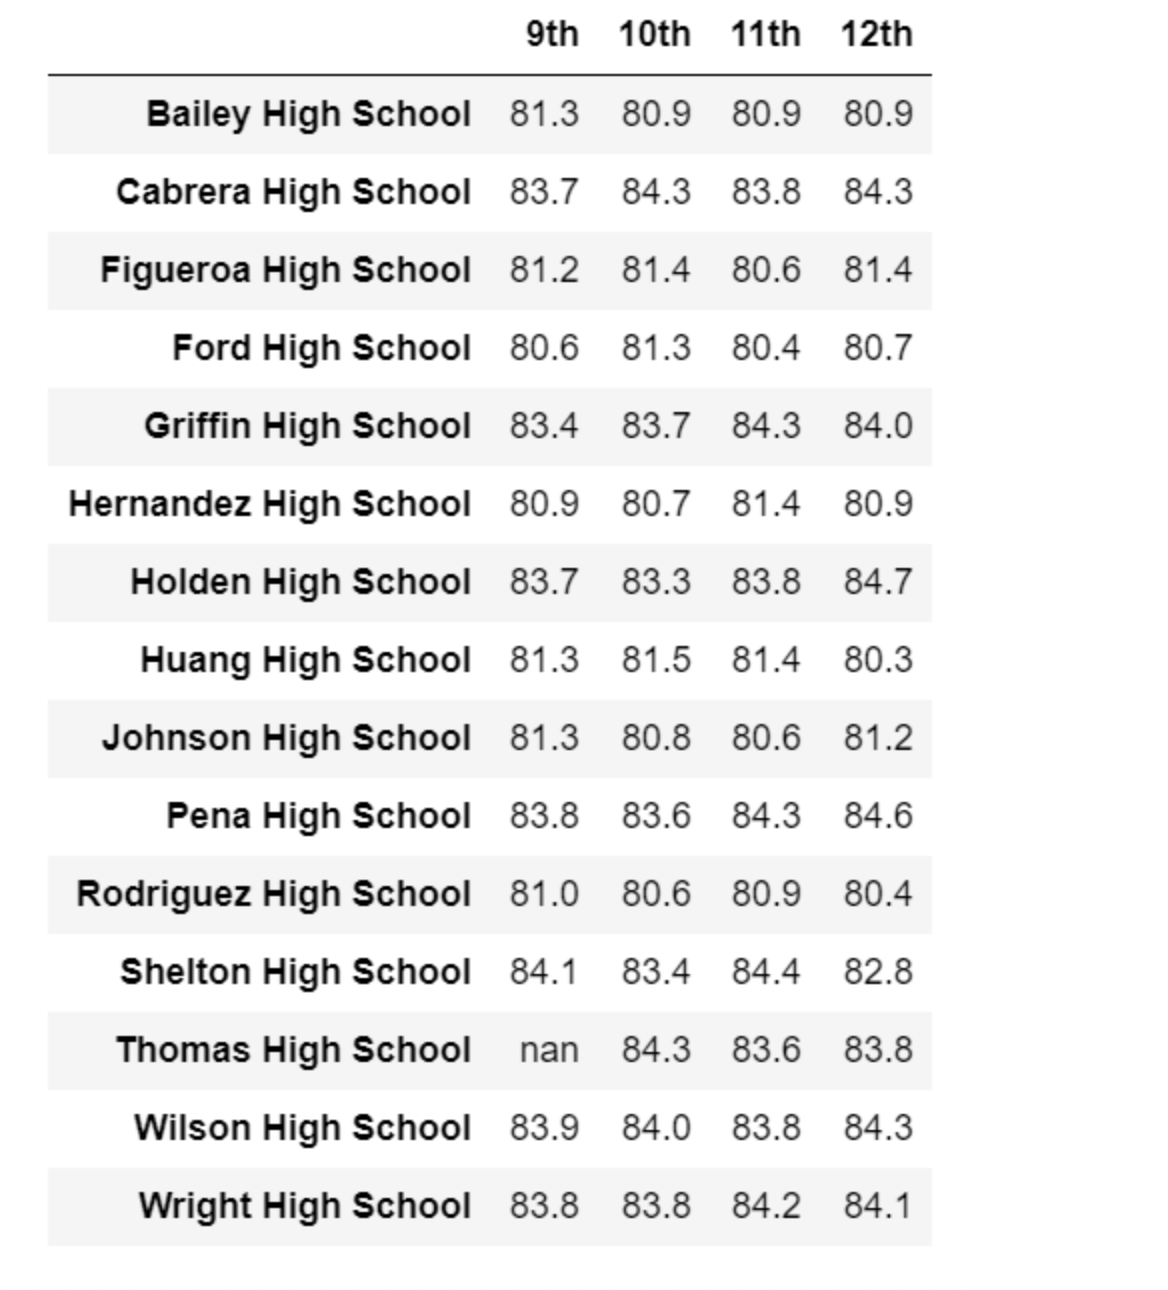 9th 10th 11th 12th
Bailey High School 81.3 80.9 80.9 80.9
Cabrera High School 83.7 84.3 83.8 84.3
Figueroa High School 81.2 81.4 80.6 81.4
Ford High School 80.6 81.3 80.4 80.7
Griffin High School 83.4 83.7 84.3 84.0
Hernandez High School 80.9 80.7 81.4 80.9
Holden High School 83.7 83.3 83.8 84.7
Huang High School 81.3 81.5 81.4 80.3
Johnson High School 81.3 80.8 80.6 81.2
Pena High School 83.8 83.6 84.3 84.6
Rodriguez High School 81.0 80.6 80.9 80.4
Shelton High School 84.1 83.4 84.4 82.8
Thomas High School nan 84.3 83.6 83.8
Wilson High School 83.9 84.0 83.8 84.3
Wright High School 83.8 83.8 84.2 84.1